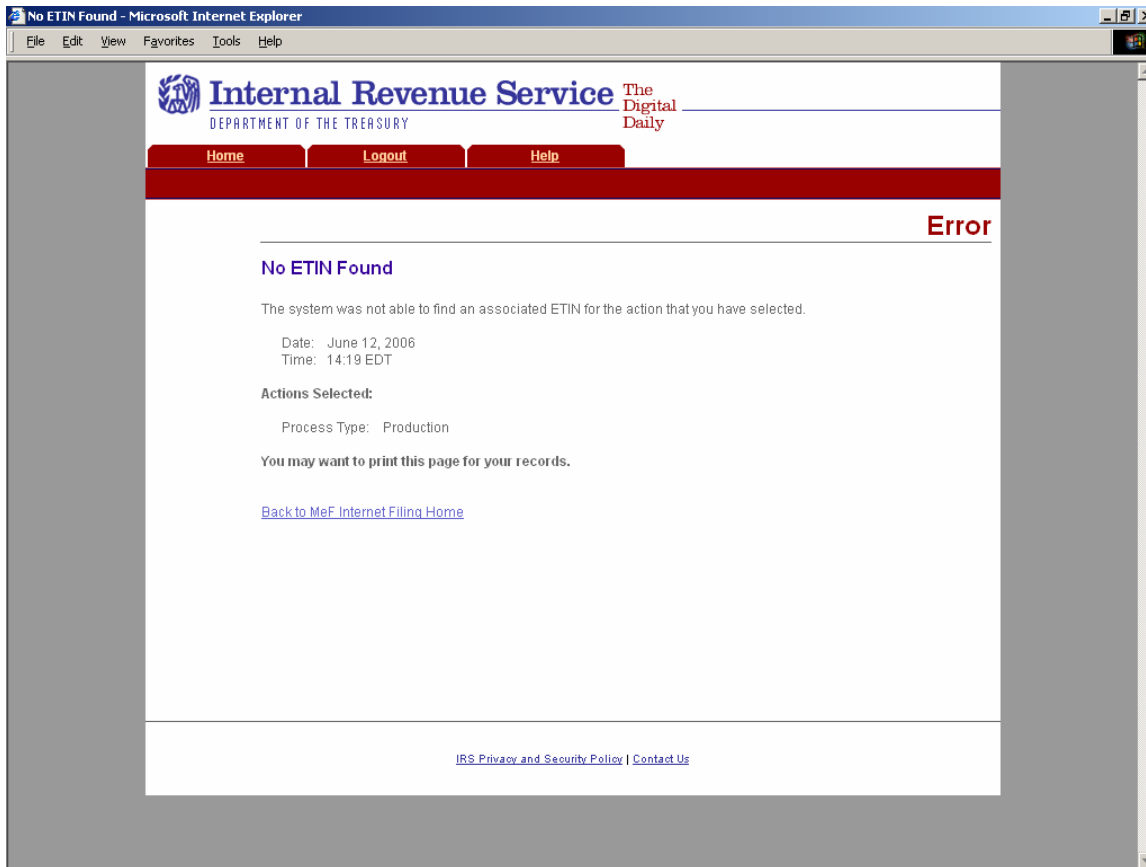 No ETIN Found - Microsoft Internet Explorer
File Edit View Favorites Tools Help
Internal Revenue Service
DEPARTMENT OF THE TREASURY
The
Digital
Daily
Home Logout Help
Error
No ETIN Found
The system was not able to find an associated ETIN for the action that you have selected.
Date: June 12, 2006
Time: 14:19 EDT
Actions Selected:
Process Type: Production
You may want to print this page for your records.
Back to MeF Internet Filing Home
IRS Privacy and Security Policy | Contact Us